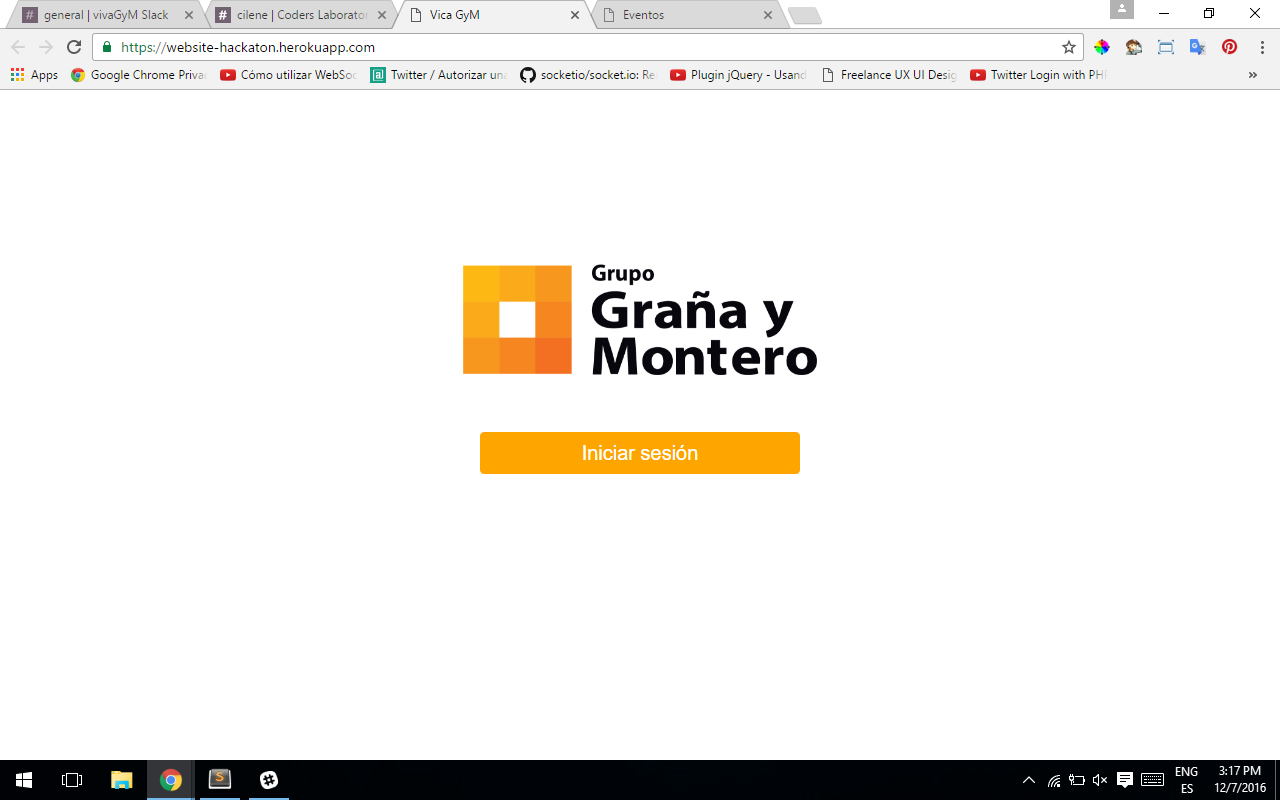 general | vivaGyM Slack
cilene | Coders Laborator
Vica GyM
Eventos
https://website-hackaton.herokuapp.com
Apps
Google Chrome Privac
Cómo utilizar WebSoc
Twitter / Autorizar una
socketio/socket.io: Re
Plugin jQuery - Usand
Freelance UX UI Desig
Twitter Login with PHP
Grupo
Graña y
Montero
Iniciar sesión
ENG
ES
3:17 PM
12/7/2016